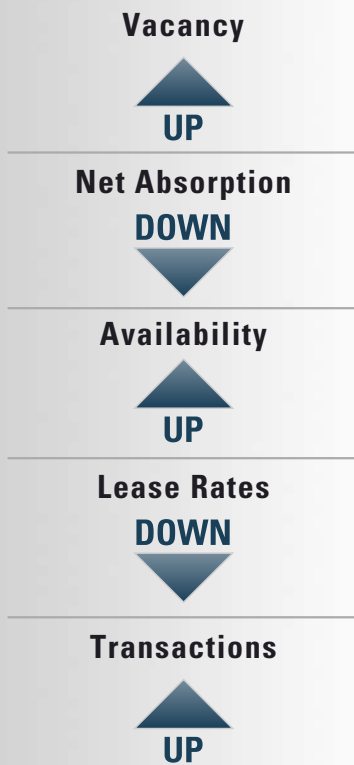 Vacancy
UP
Net Absorption
DOWN
Availability
UP
Lease Rates
DOWN
Transactions
UP